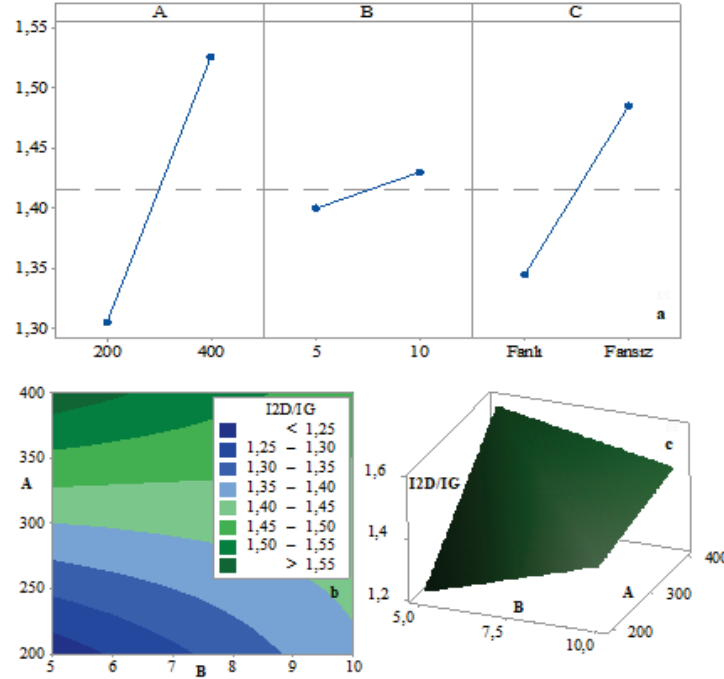 A B C
1,55
1,50
1,45
1,40
1,35
1,30
a
200 400 5 10 Fanlı Fansız
400
350
A
300
250
200
5 6 7 8 9 10
B
I2D/IG
< 1,25
1,25 – 1,30
1,30 – 1,35
1,35 – 1,40
1,40 – 1,45
1,45 – 1,50
1,50 – 1,55
> 1,55
b
c
I2D/IG
1,6
1,4
1,2
5,0
7,5
10,0
B
200
300
400
A